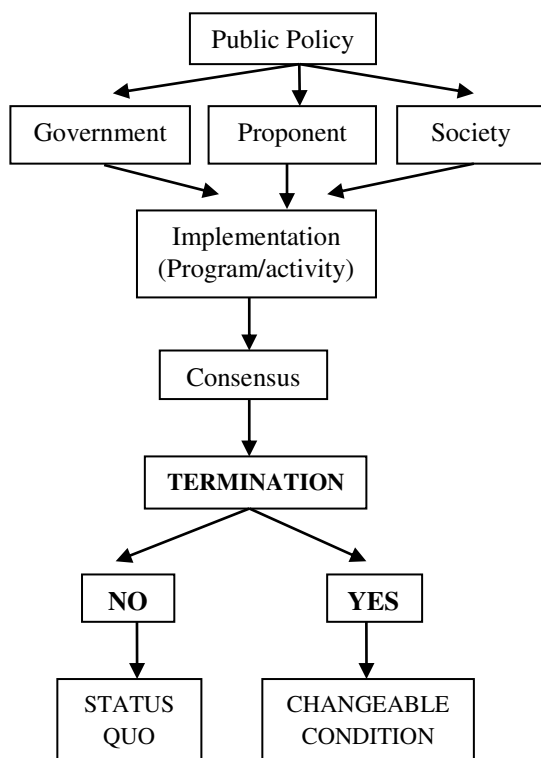 Public Policy
Government
Proponent
Society
Implementation
(Program/activity)
Consensus
TERMINATION
NO
YES
STATUS
QUO
CHANGEABLE
CONDITION